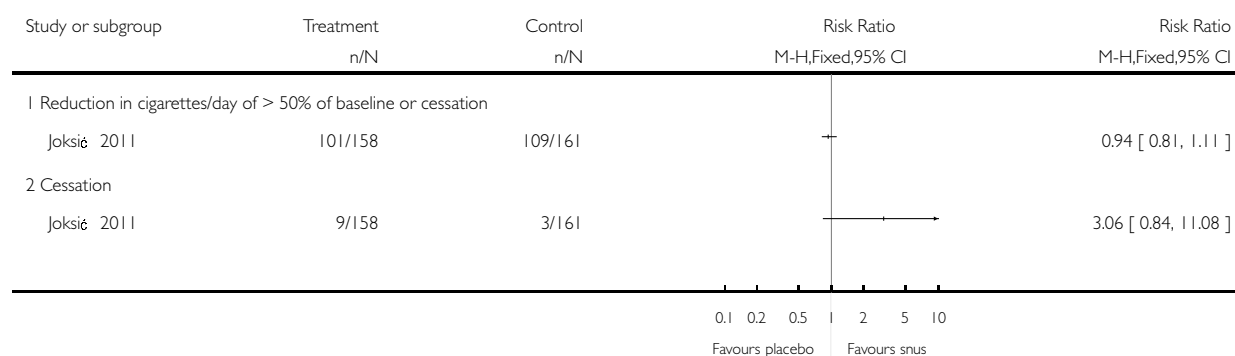 Study or subgroup Treatment Control Risk Ratio Risk Ratio
n/N n/N M-H,Fixed,95% CI M-H,Fixed,95% CI
1 Reduction in cigarettes/day of > 50% of baseline or cessation
Joksić 2011 101/158 109/161 0.94 [ 0.81, 1.11 ]
2 Cessation
Joksić 2011 9/158 3/161 3.06 [ 0.84, 11.08 ]
0.1 0.2 0.5 1 2 5 10
Favours placebo Favours snus